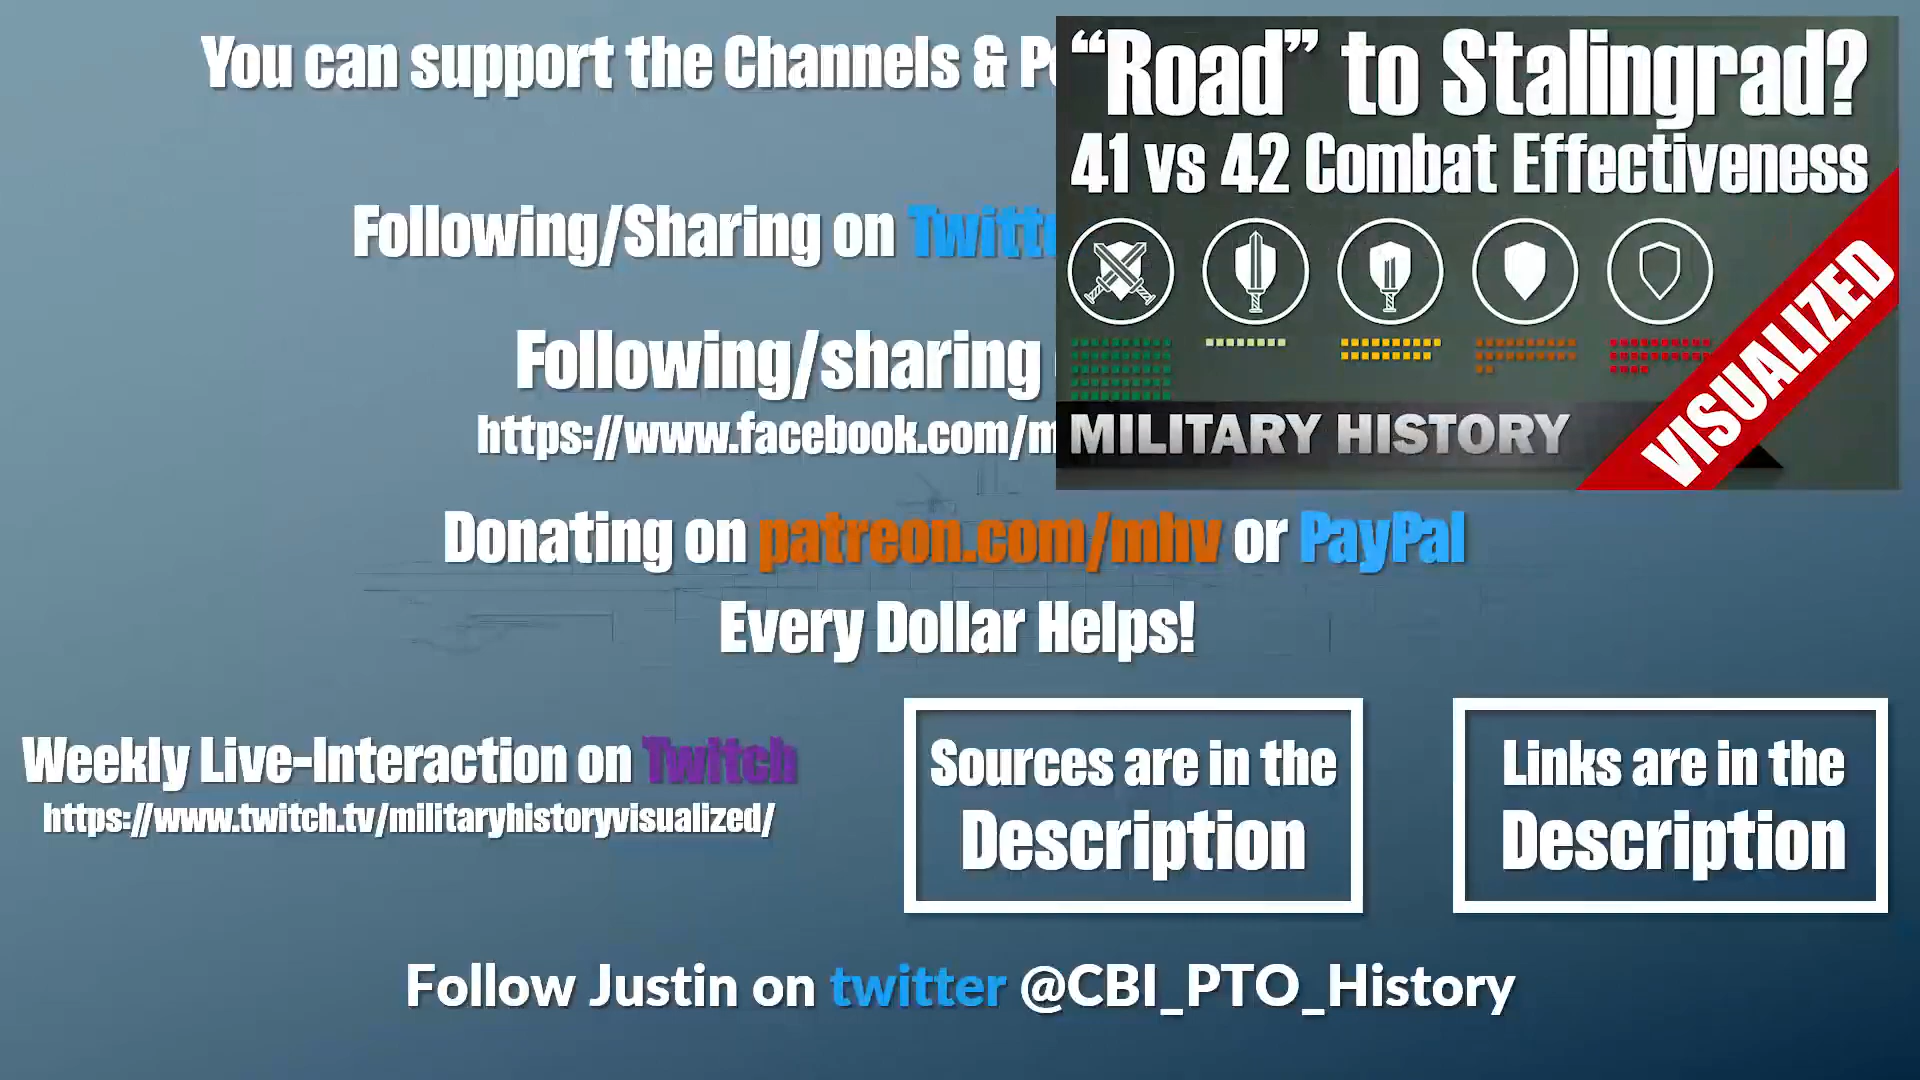 You can support the Channels &
"Road" to Stalingrad?
41 vs 42 Combat Effectiveness
VISUALIZED
MILITARY HISTORY
Following/Sharing on
Following/sharing
https://www.facebook.com/m
Donating on patreon.com/mhv or PayPal
Every Dollar Helps!
Weekly Live-Interaction on Twitch
https://www.twitch.tv/militaryhistoryvisualized/
Sources are in the
Description
Links are in the
Description
Follow Justin on twitter @CBI_PTO_History